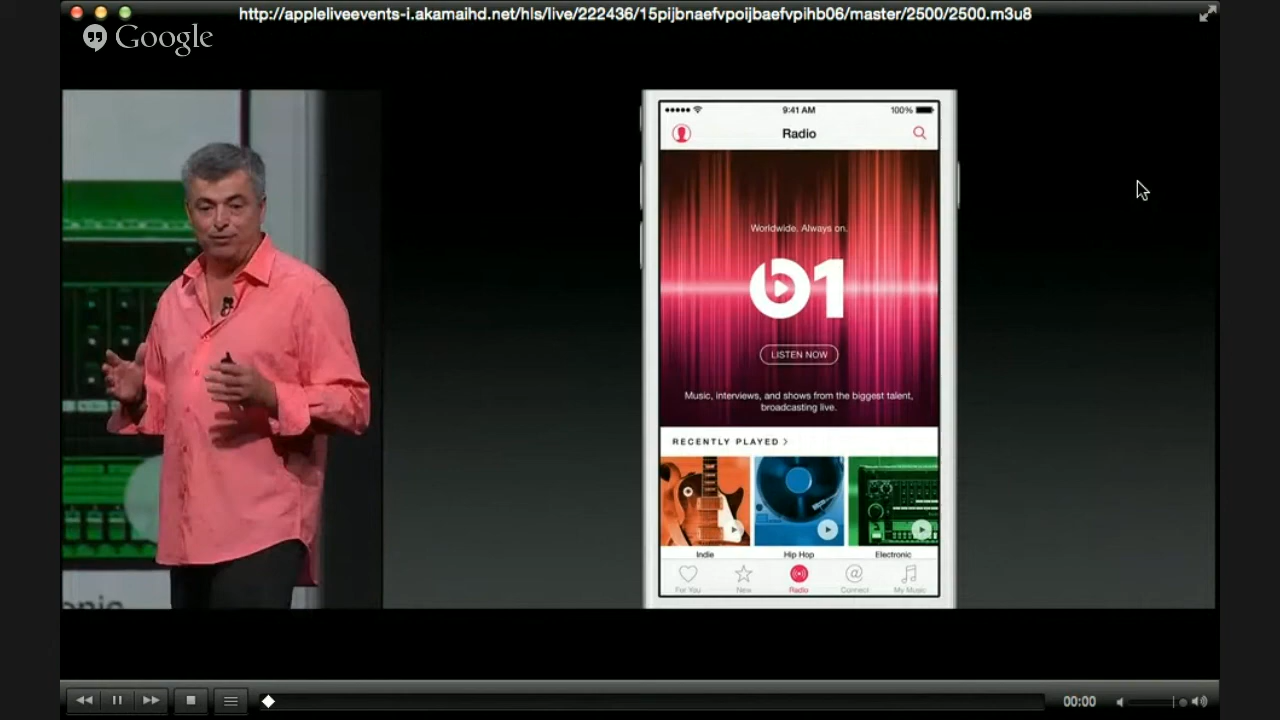 http://appleliveevents-i.akamaihd.net/hls/live/222436/15pijbnaefvpoijbaefvpihb06/master/2500/2500.m3u8
Google
9:41 AM
100%
Radio
Worldwide. Always on.
b1
LISTEN NOW
Music, interviews, and shows from the biggest talent,
broadcasting live.
RECENTLY PLAYED >
Indie
Hip Hop
Electronic
For You
New
Radio
Connect
My Music
00:00